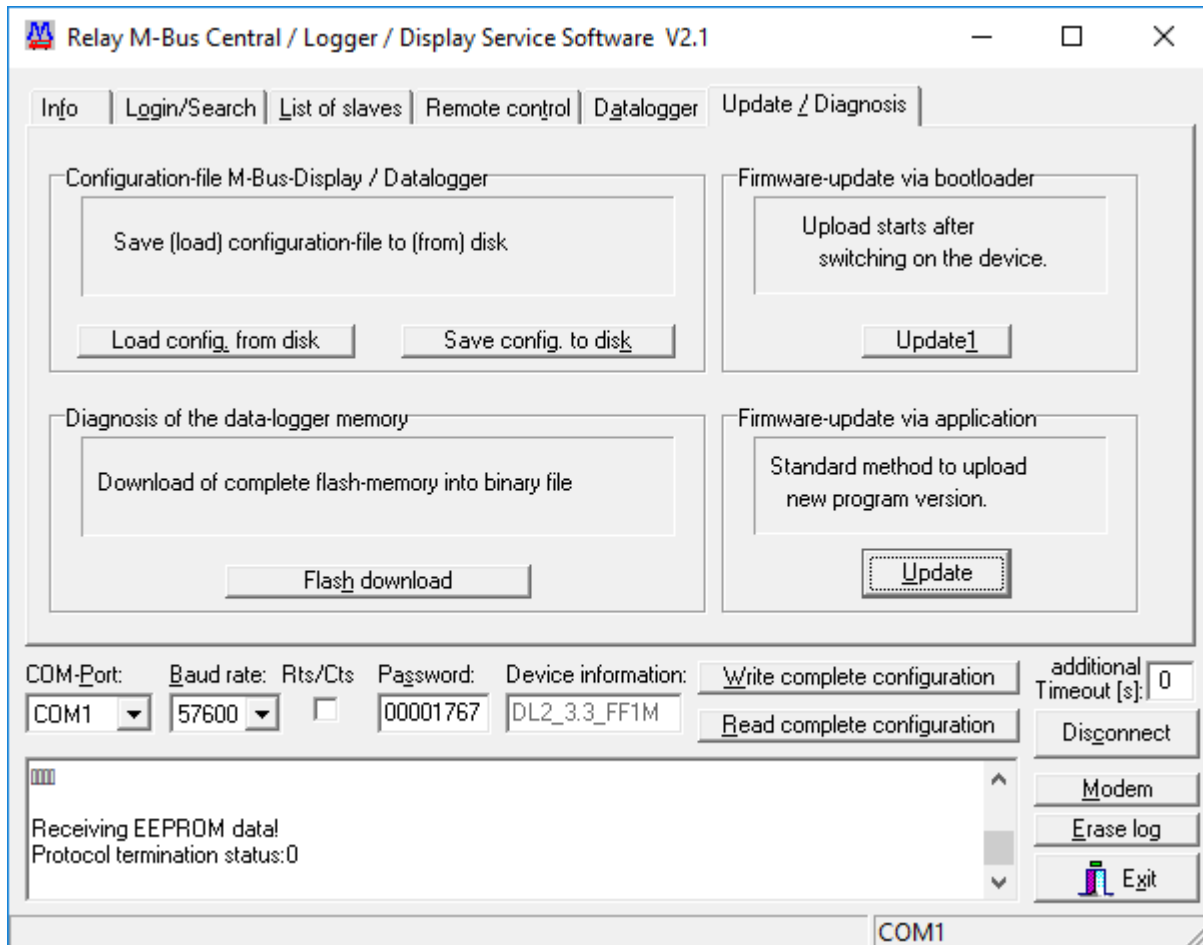 Relay M-Bus Central / Logger / Display Service Software V2.1
Info
Login/Search
List of slaves
Remote control
Datalogger
Update / Diagnosis
Configuration-file M-Bus-Display / Datalogger
Save (load) configuration-file to (from) disk
Load config. from disk
Save config. to disk
Firmware-update via bootloader
Upload starts after
switching on the device.
Update1
Diagnosis of the data-logger memory
Download of complete flash-memory into binary file
Flash download
Firmware-update via application
Standard method to upload
new program version.
Update
COM-Port:
COM1
Baud rate:
57600
Rts/Cts
Password:
00001767
Device information:
DL2_3.3_FF1M
Write complete configuration
Read complete configuration
additional
Timeout [s]:
0
Disconnect
Receiving EEPROM data!
Protocol termination status:0
Modem
Erase log
Exit
COM1